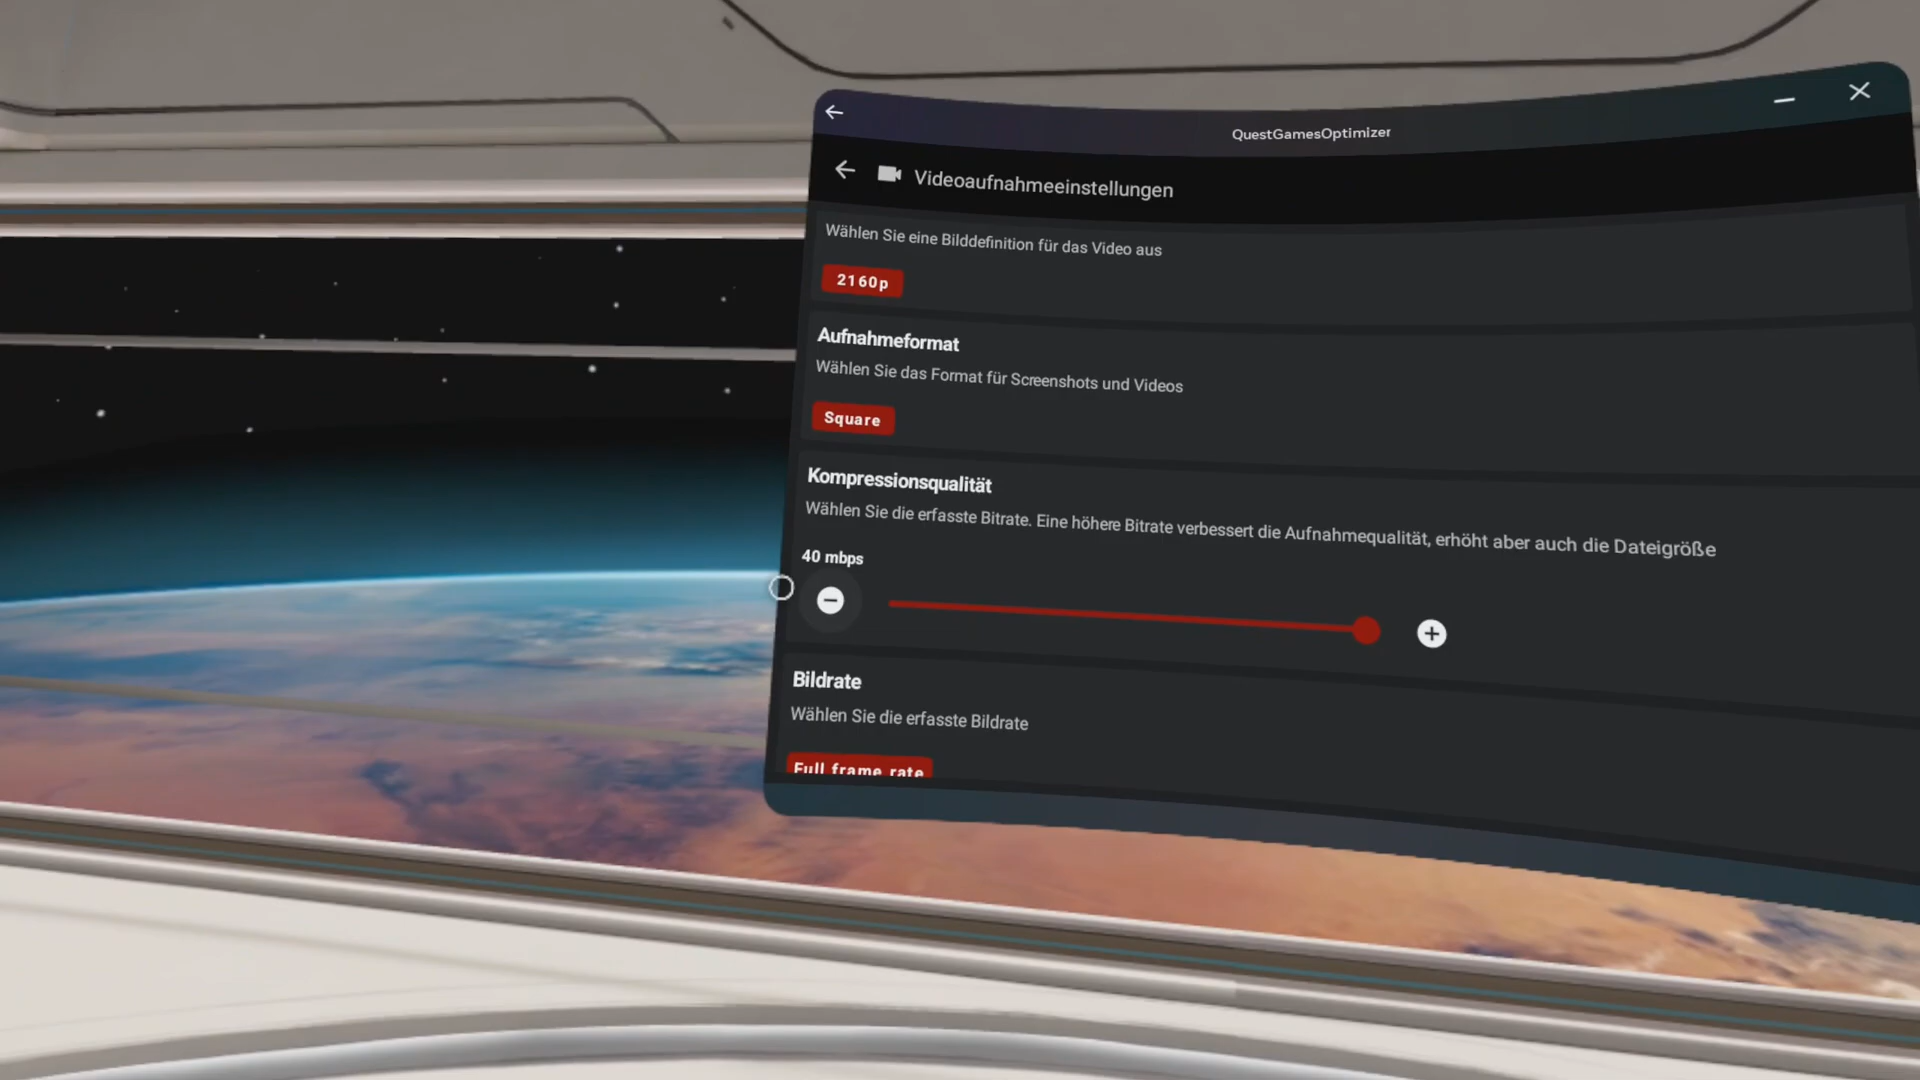 QuestGamesOptimizer
Videoaufnahmeeinstellungen
Wählen Sie eine Bilddefinition für das Video aus
2160p
Aufnahmeformat
Wählen Sie das Format für Screenshots und Videos
Square
Kompressionsqualität
Wählen Sie die erfasste Bitrate. Eine höhere Bitrate verbessert die Aufnahmequalität, erhöht aber auch die Dateigröße
40 mbps
Bildrate
Wählen Sie die erfasste Bildrate
Full frame rate